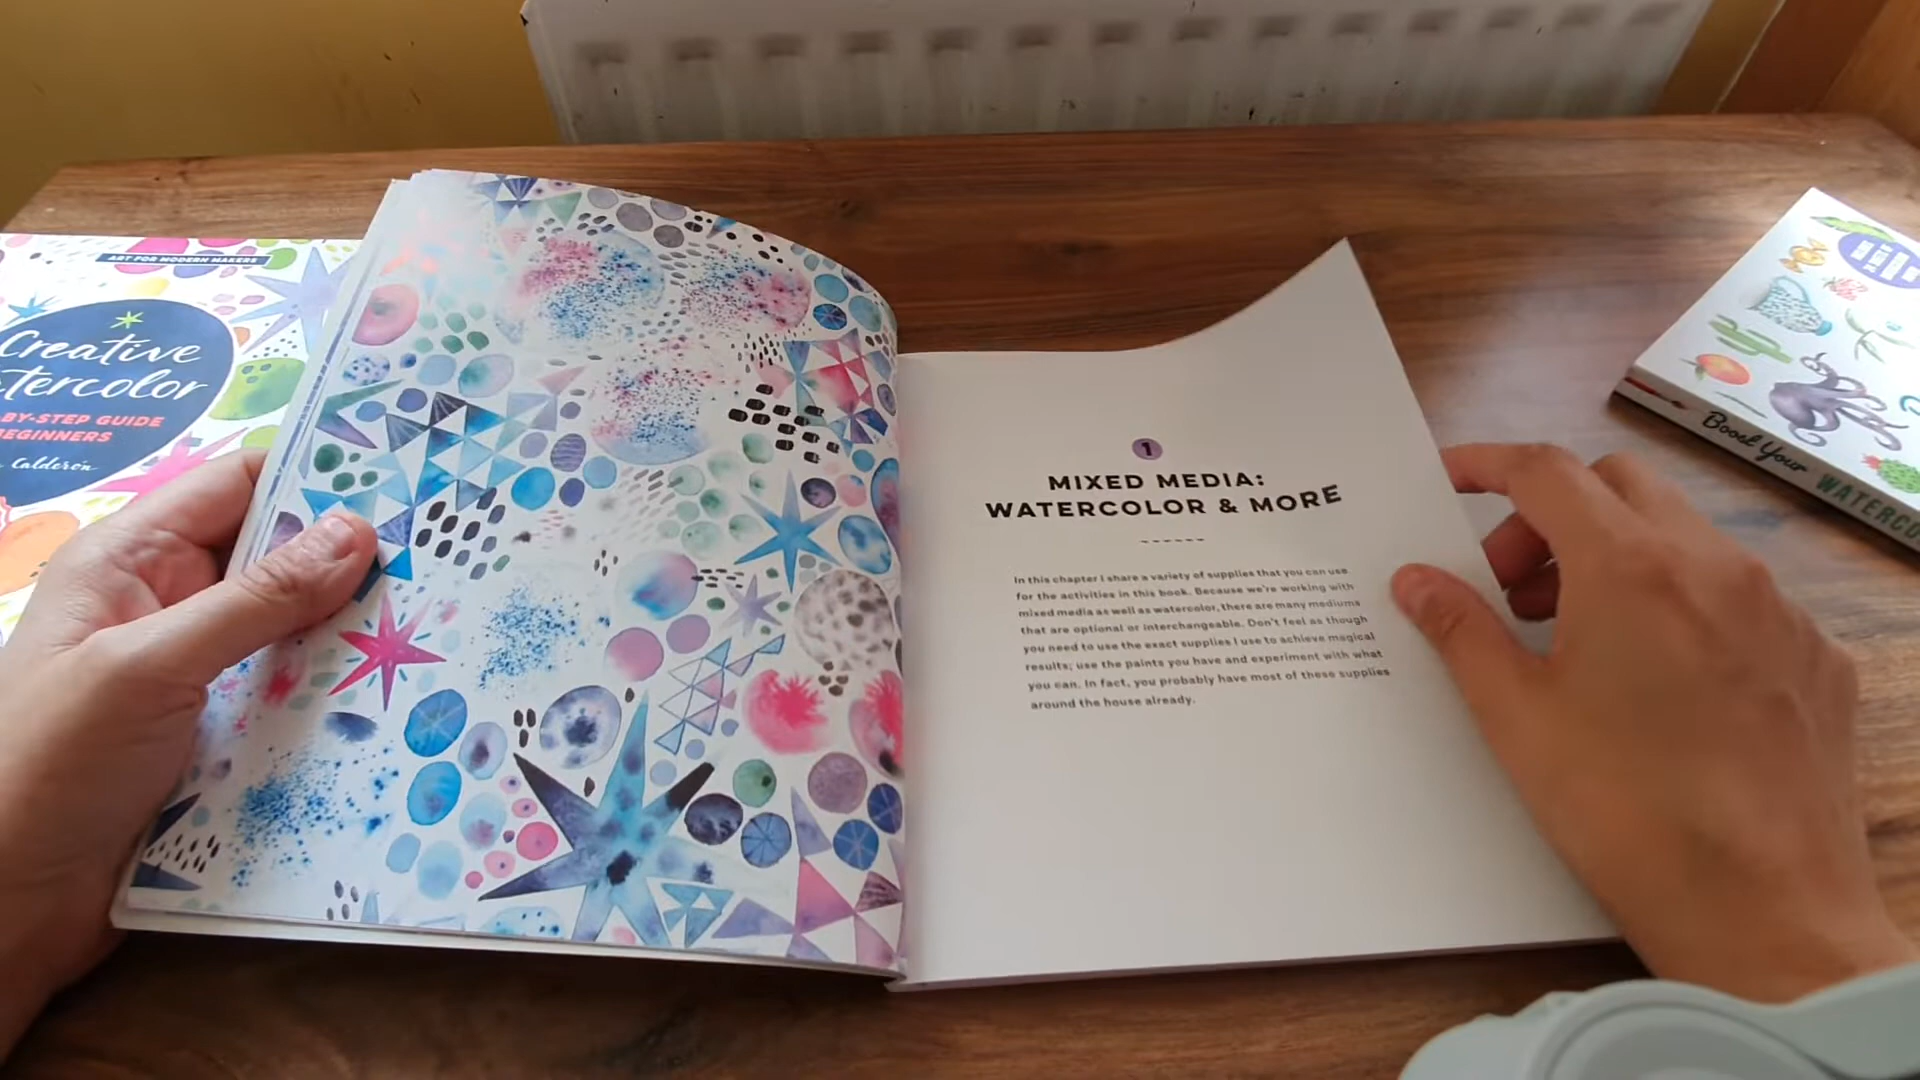 ART FOR MODERN MAKERS
Creative
tercolor
-BY-STEP GUIDE
BEGINNERS
Calderón
1
MIXED MEDIA:
WATERCOLOR & MORE
In this chapter I share a variety of supplies that you can use
for the activities in this book. Because we're working with
mixed media as well as watercolor, there are many mediums
that are optional or interchangeable. Don't feel as though
you need to use the exact supplies I use to achieve magical
results; use the paints you have and experiment with what
you can. In fact, you probably have most of these supplies
around the house already.
Boost Your WATERCO